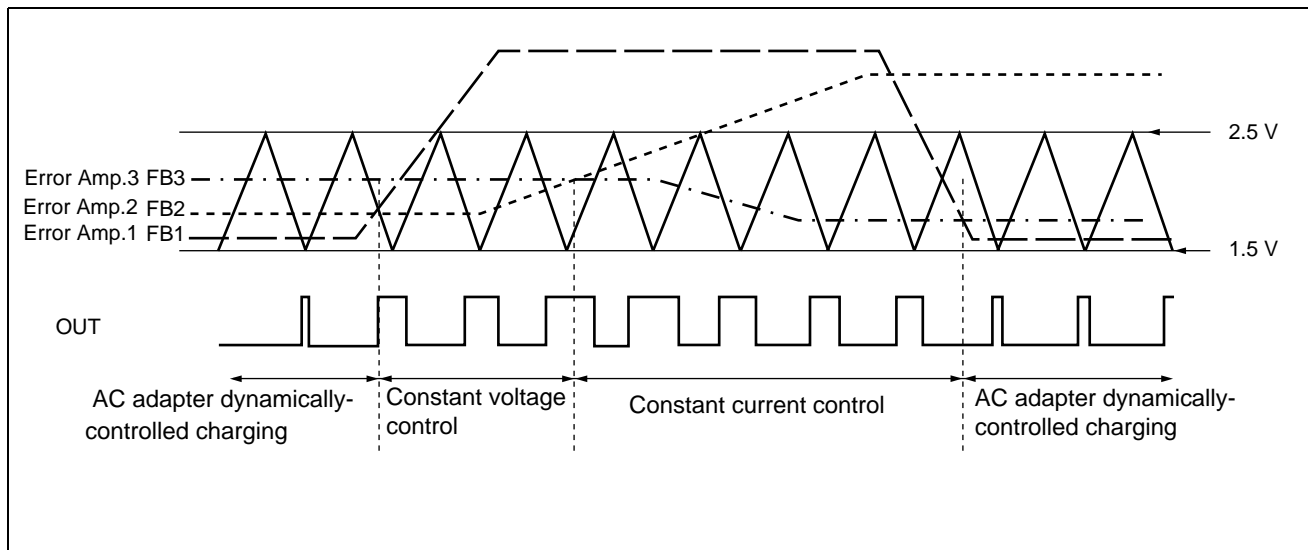 2.5 V
Error Amp.3 FB3
Error Amp.2 FB2
Error Amp.1 FB1
1.5 V
OUT
AC adapter dynamically-
controlled charging
Constant voltage
control
Constant current control
AC adapter dynamically-
controlled charging